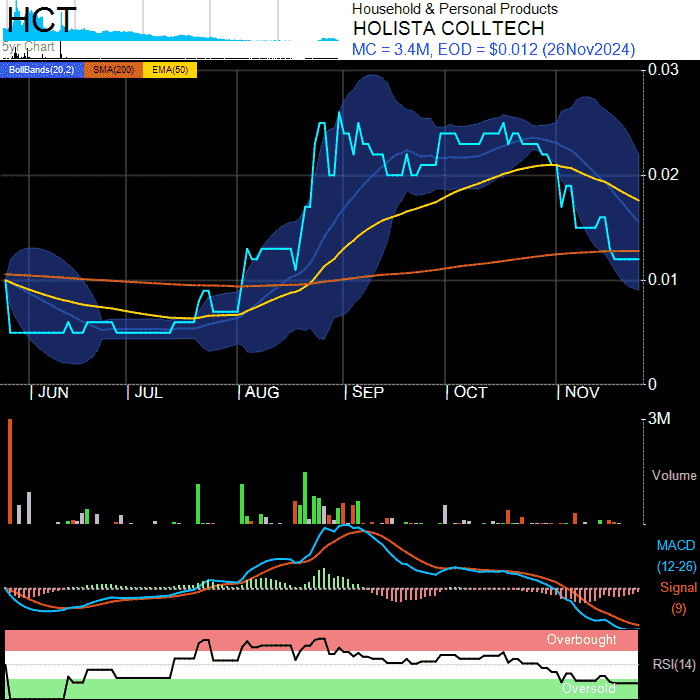 HCT
5yr Chart
Household & Personal Products
HOLISTA COLLTECH
MC = 3.4M, EOD = $0.012 (26Nov2024)
BollBands(20,2) SMA(200) EMA(50)
0.03
0.02
0.01
0
JUN JUL AUG SEP OCT NOV
3M
Volume
MACD
(12-26)
Signal
(9)
Overbought
RSI(14)
Oversold